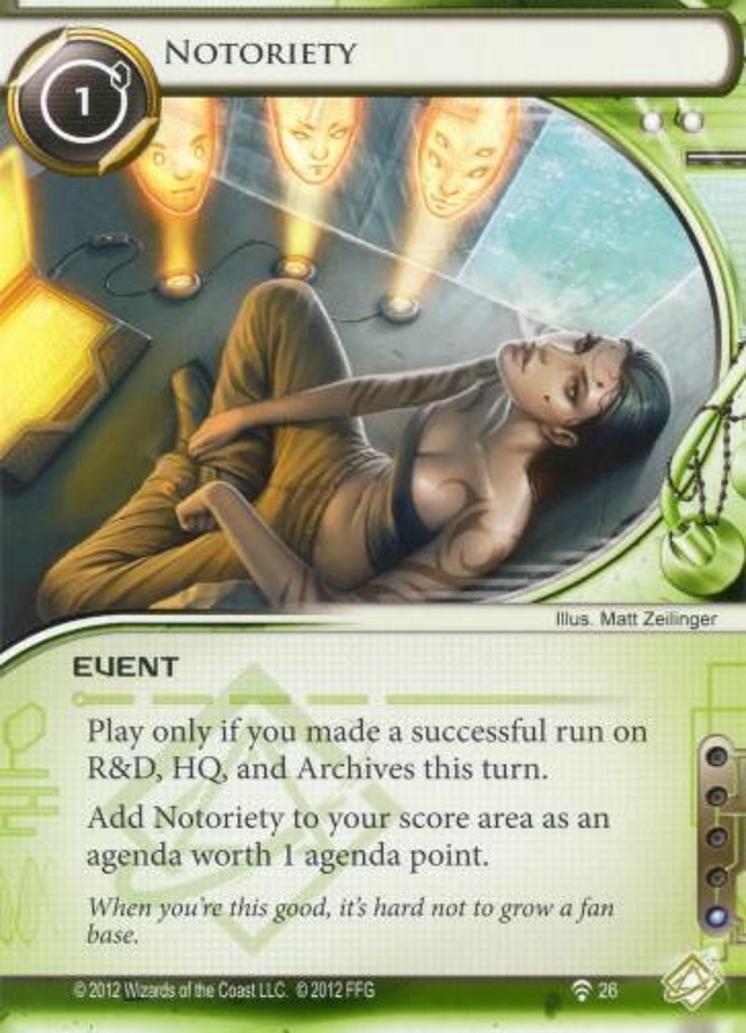 NOTORIETY
1
Illus. Matt Zeilinger
EVENT
Play only if you made a successful run on
R&D, HQ, and Archives this turn.
Add Notoriety to your score area as an
agenda worth 1 agenda point.
When you're this good, it's hard not to grow a fan
base.
© 2012 Wizards of the Coast LLC. © 2012 FFG
26